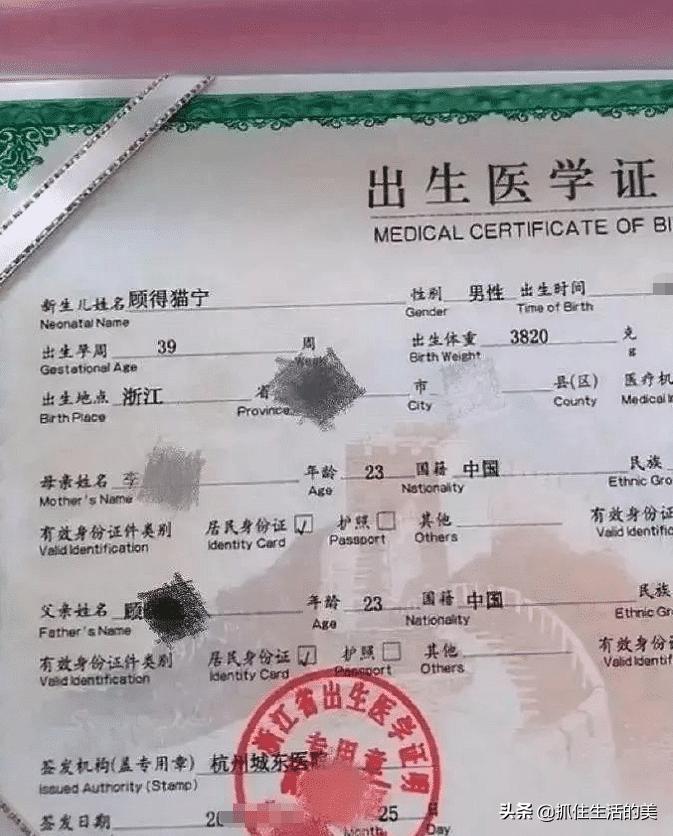 出生医学证
MEDICAL CERTIFICATE OF BI
新生儿姓名 顾得猫宁 性别 男性 出生时间
Neonatal Name Gender Time of Birth
出生孕周 39 周 出生体重 3820 克
Gestational Age Week Birth Weight g
出生地点 浙江 省 市 县(区) 医疗机
Birth Place Province City County Medical I
母亲姓名 李 年龄 23 国籍 中国 民族
Mother's Name Age Nationality Ethnic Gro
有效身份证件类别 居民身份证 ✓ 护照 其他 有效身份证
Valid Identification Identity Card Passport Others Valid Identifi
父亲姓名 顾 年龄 23 国籍 中国 民族
Father's Name Age Nationality Ethnic Gr
有效身份证件类别 居民身份证 ✓ 护照 其他 有效身份证
Valid Identification Identity Card Passport Others Valid Identif
浙江省出生医学证明
专用章
签发机构(盖专用章) 杭州城东医
Issued Authority (Stamp)
签发日期 20 25 日
Month Day
头条 @抓住生活的美